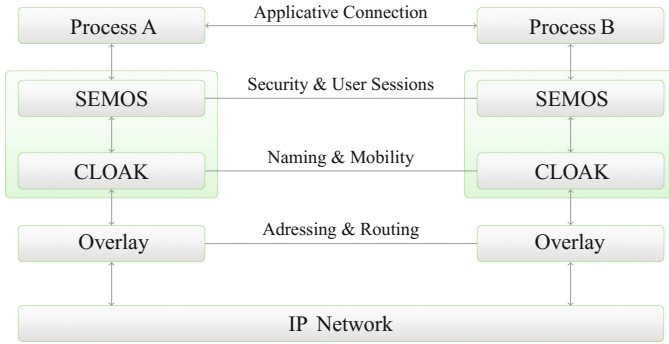 Process A Applicative Connection Process B
SEMOS Security & User Sessions SEMOS
CLOAK Naming & Mobility CLOAK
Overlay Adressing & Routing Overlay
IP Network